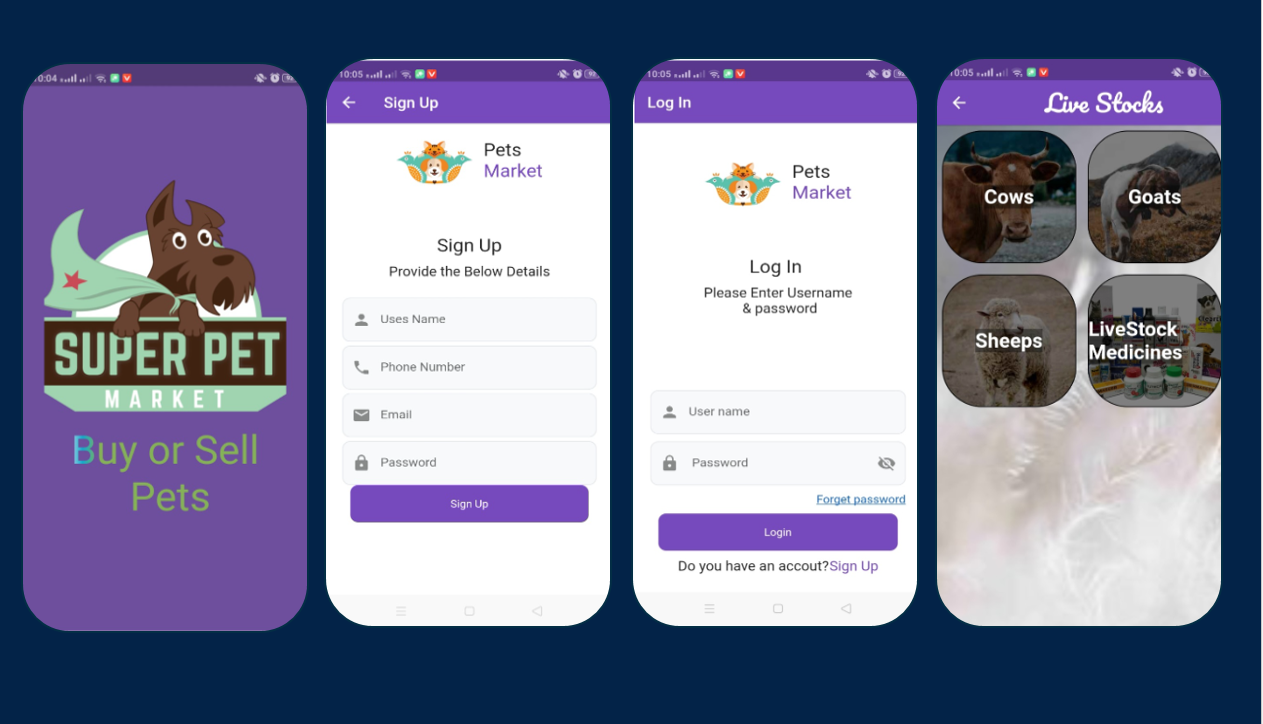 10:04
SUPER PET
MARKET
Buy or Sell
Pets
10:05
Sign Up
Pets
Market
Sign Up
Provide the Below Details
Uses Name
Phone Number
Email
Password
Sign Up
10:05
Log In
Pets
Market
Log In
Please Enter Username
& password
User name
Password
Forget password
Login
Do you have an accout?Sign Up
10:05
Live Stocks
Cows
Goats
Sheeps
LiveStock
Medicines